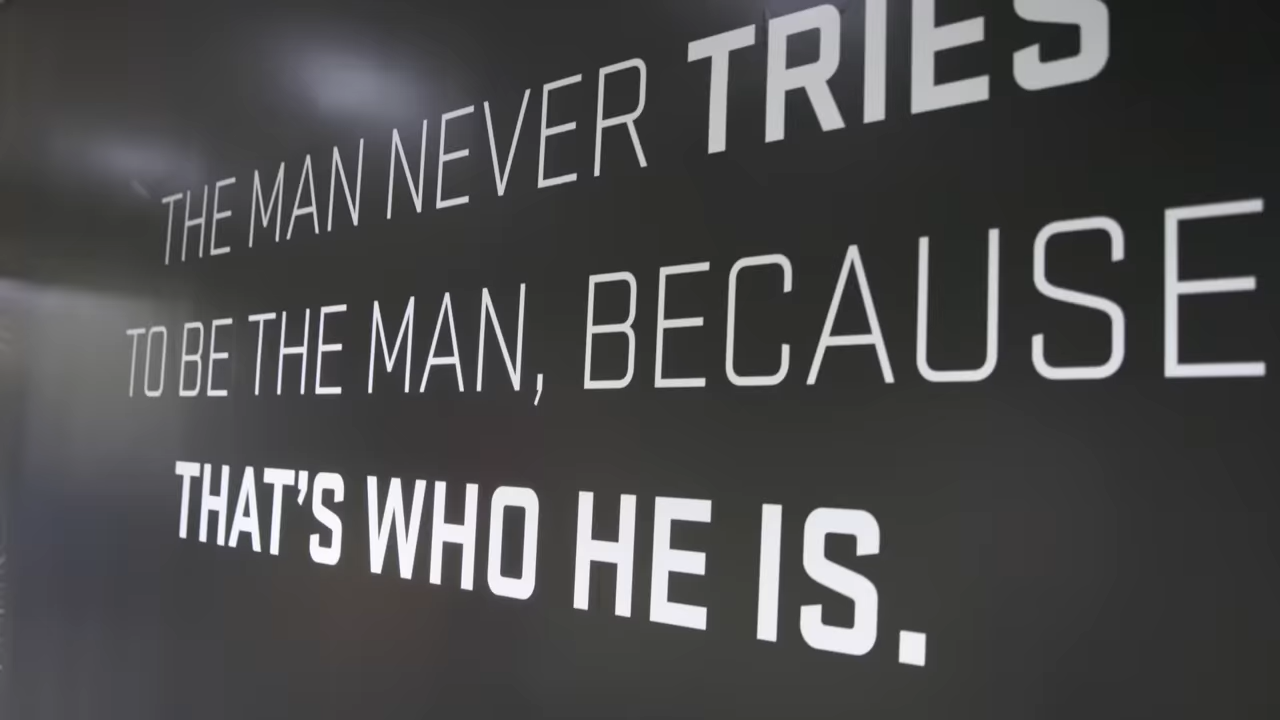 THE MAN NEVER TRIES
TO BE THE MAN, BECAUSE
THAT'S WHO HE IS.